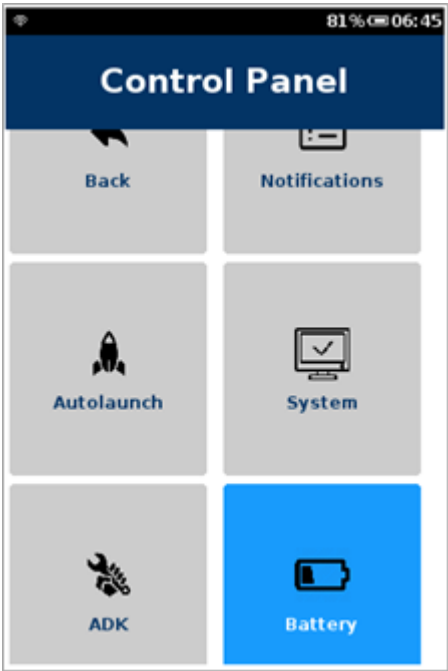 81% 06:45
Control Panel
Back
Notifications
Autolaunch
System
ADK
Battery